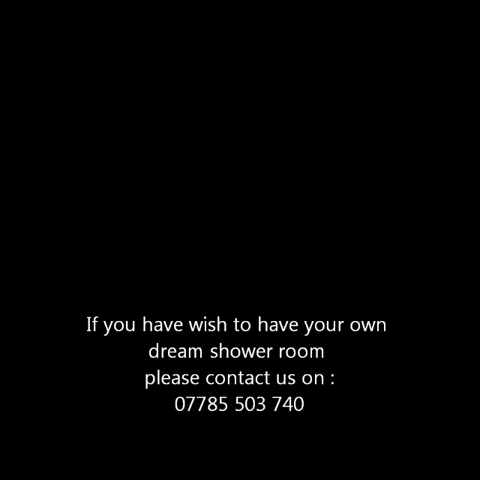 If you have wish to have your own
dream shower room
please contact us on :
07785 503 740